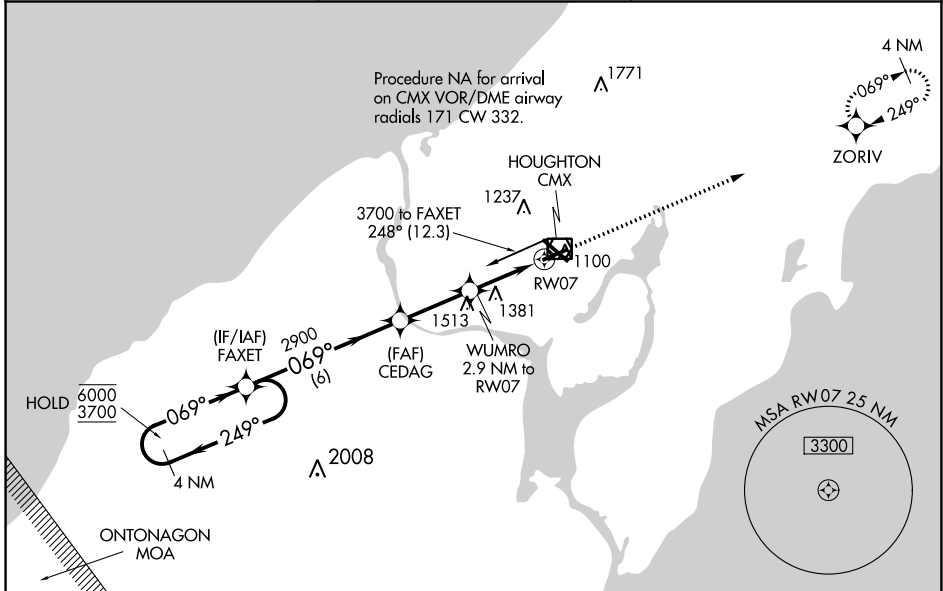 Procedure NA for arrival
on CMX VOR/DME airway
radials 171 CW 332.
1771
4 NM
069°
249°
ZORIV
HOUGHTON
CMX
1237
3700 to FAXET
248° (12.3)
1100
RW07
1381
1513
WUMRO
2.9 NM to
RW07
(FAF)
CEDAG
(IF/IAF)
FAXET
2900
069°
(6)
HOLD
6000
3700
069°
249°
4 NM
2008
ONTONAGON
MOA
MSA RW07 25 NM
3300